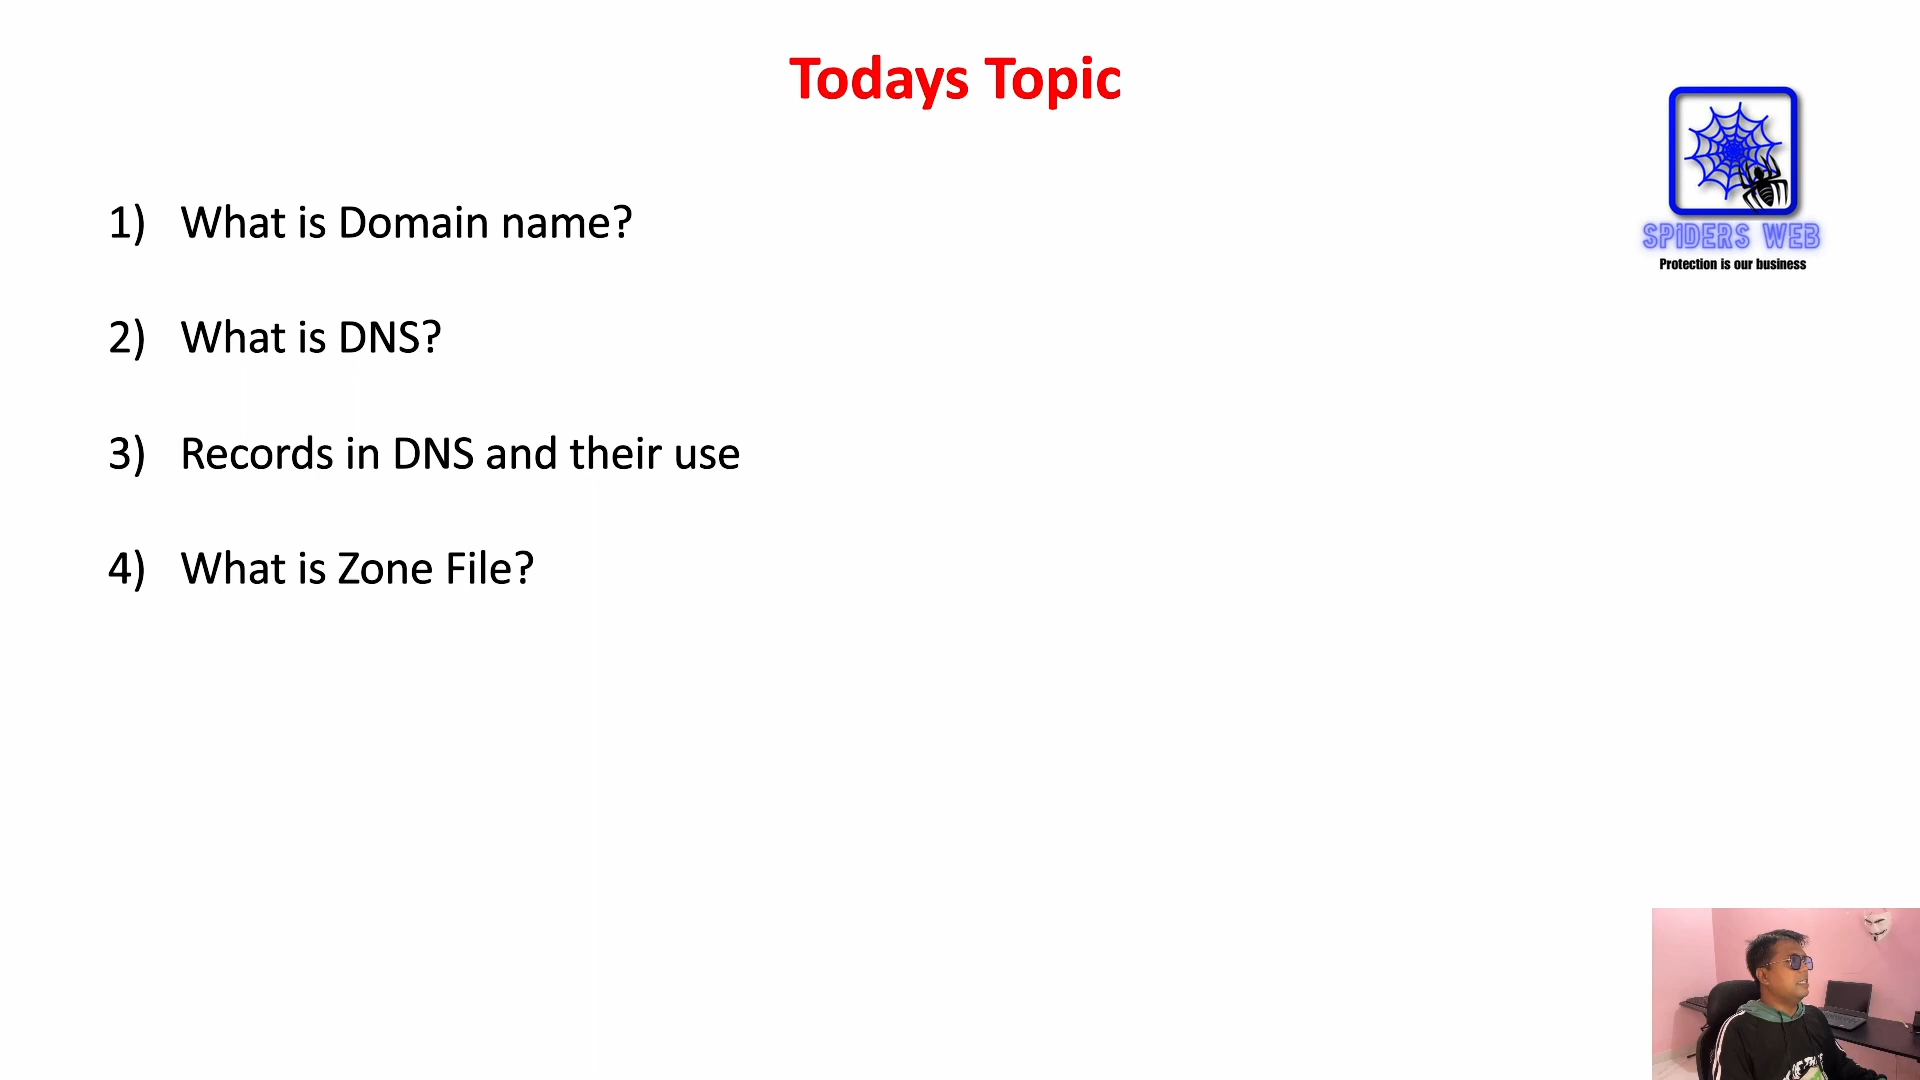 Todays Topic
SPiDERS WEB
Protection is our business
1) What is Domain name?
2) What is DNS?
3) Records in DNS and their use
4) What is Zone File?